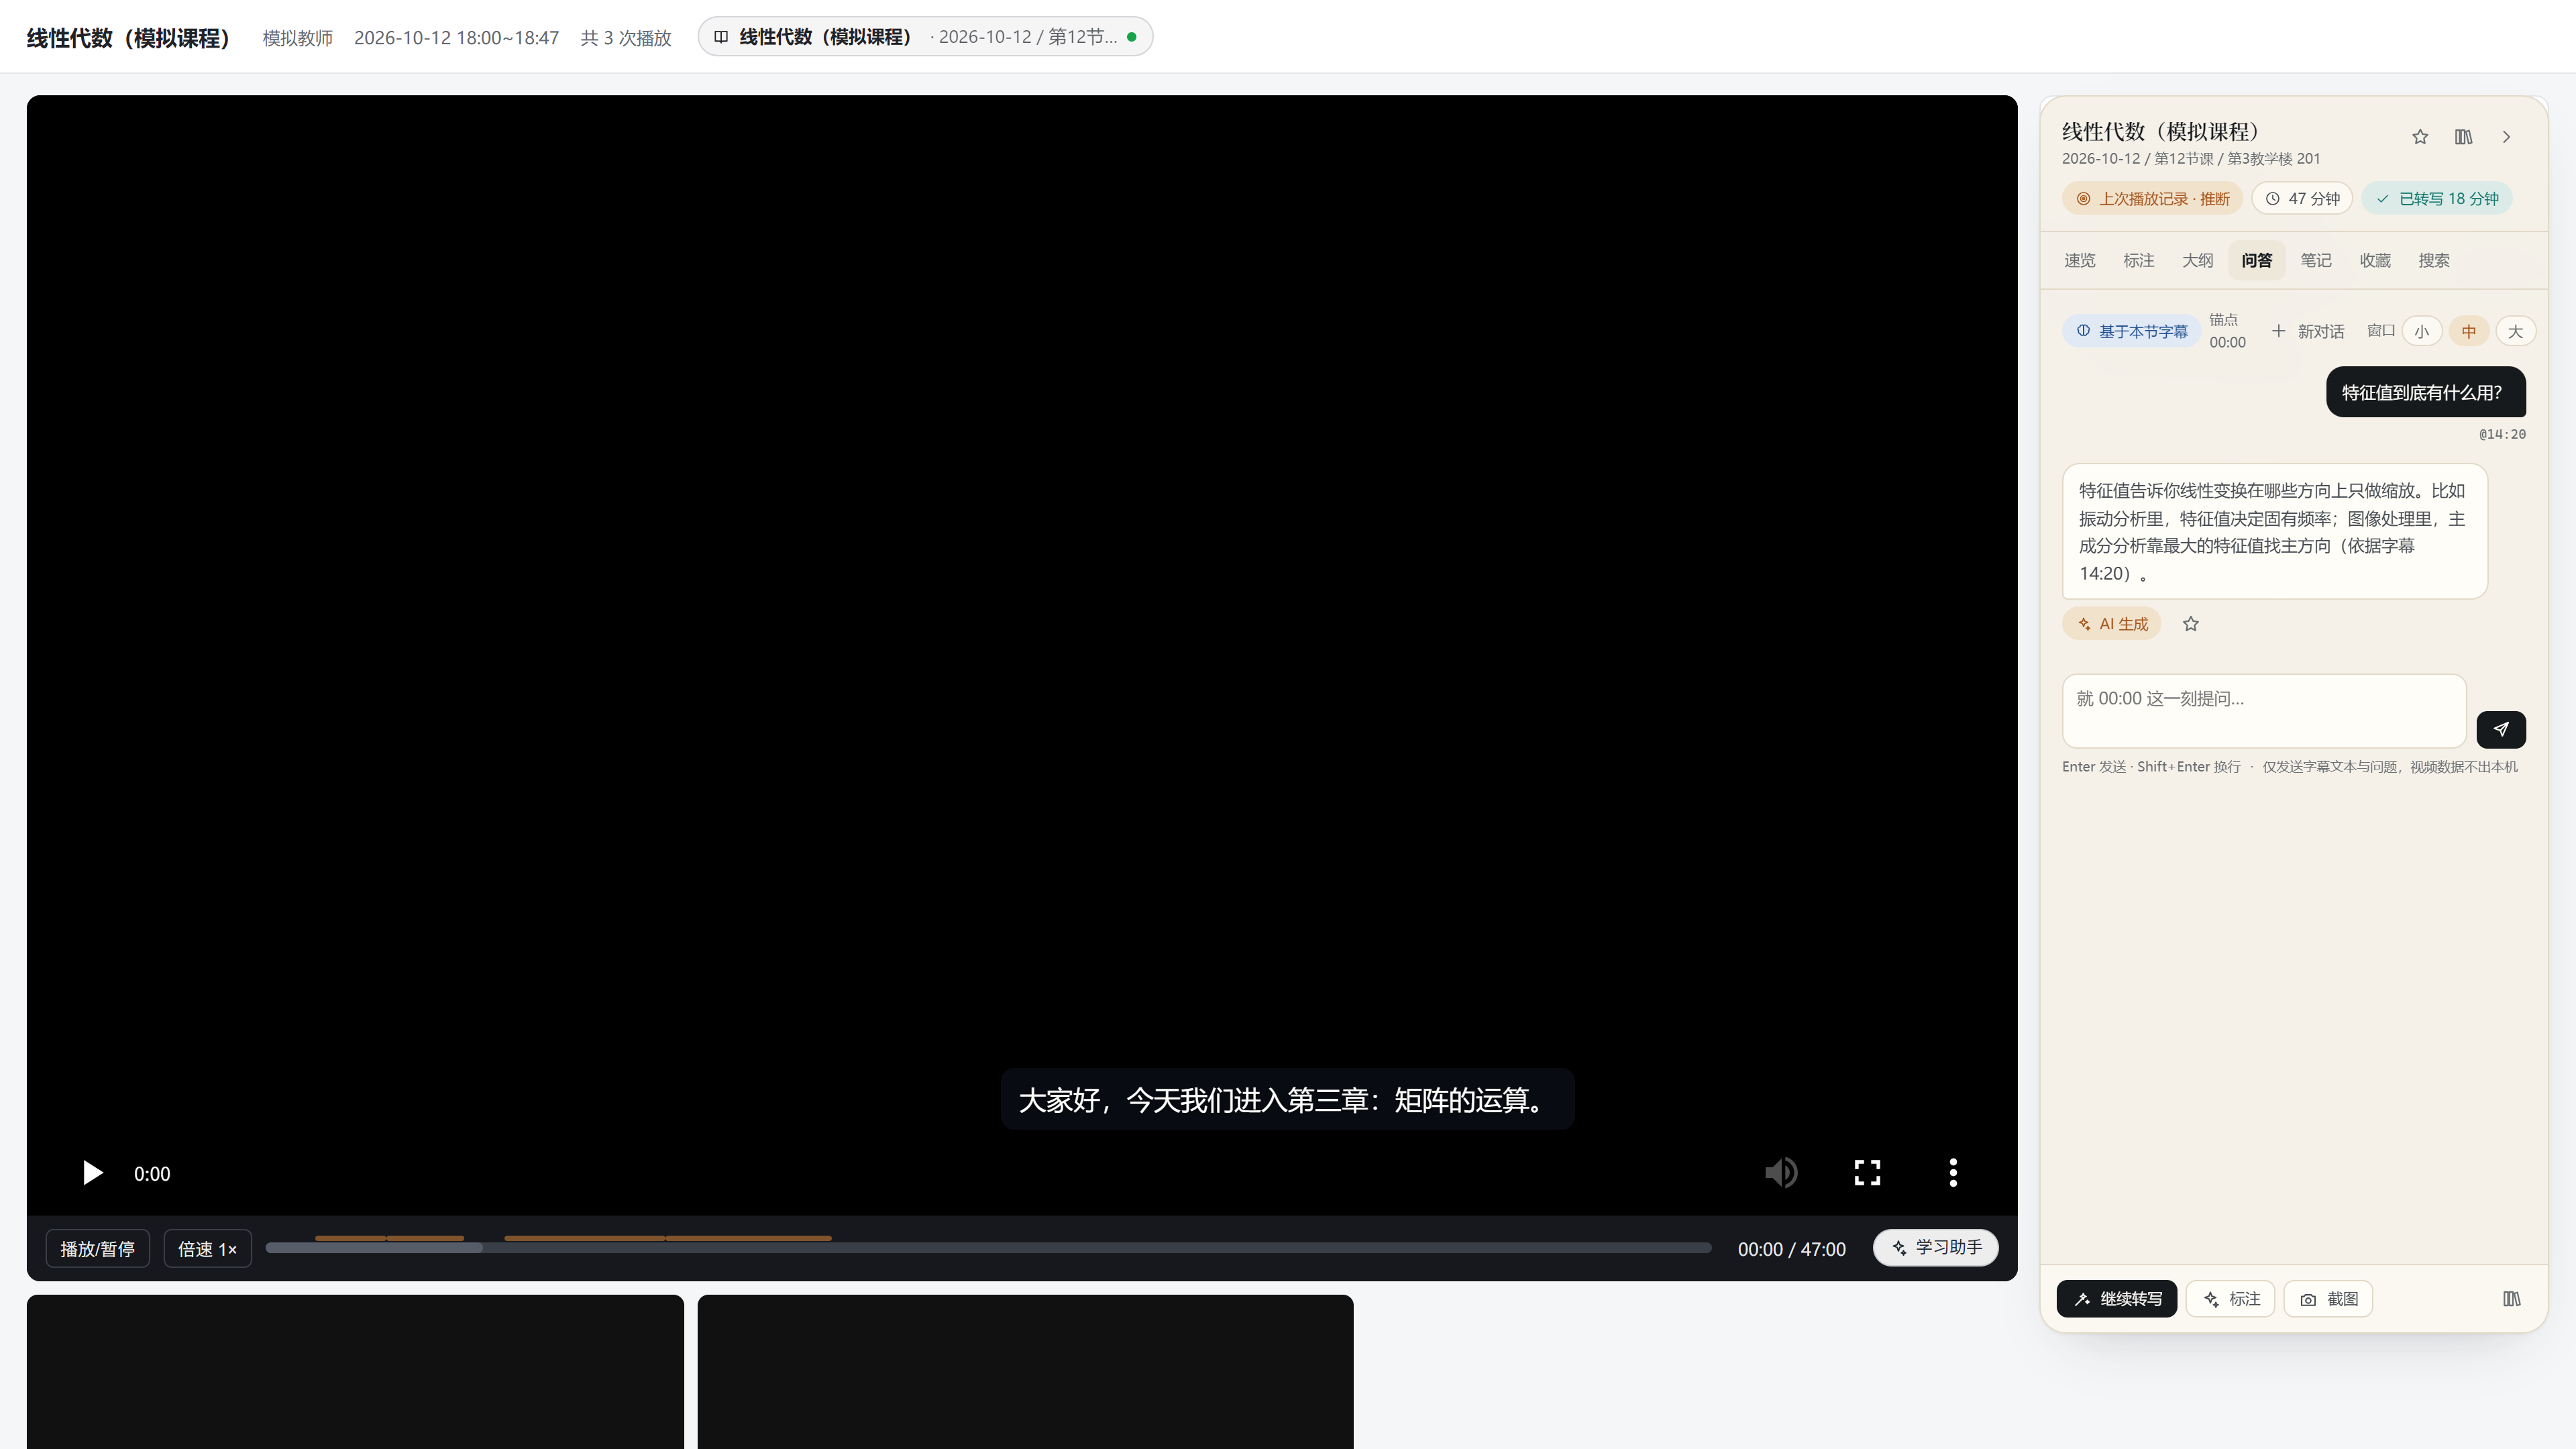 线性代数（模拟课程） 模拟教师 2026-10-12 18:00~18:47 共 3 次播放 线性代数（模拟课程） · 2026-10-12 / 第12节...
线性代数（模拟课程）
2026-10-12 / 第12节课 / 第3教学楼 201
上次播放记录 · 推断 47 分钟 已转写 18 分钟
速览 标注 大纲 问答 笔记 收藏 搜索
基于本节字幕 锚点 00:00 新对话 窗口 小 中 大
特征值到底有什么用？
@14:20
特征值告诉你线性变换在哪些方向上只做缩放。比如
振动分析里，特征值决定固有频率；图像处理里，主
成分分析靠最大的特征值找主方向（依据字幕
14:20）。
AI 生成
就 00:00 这一刻提问...
Enter 发送 · Shift+Enter 换行 · 仅发送字幕文本与问题，视频数据不出本机
大家好，今天我们进入第三章：矩阵的运算。
0:00
播放/暂停 倍速 1× 00:00 / 47:00 学习助手
继续转写 标注 截图